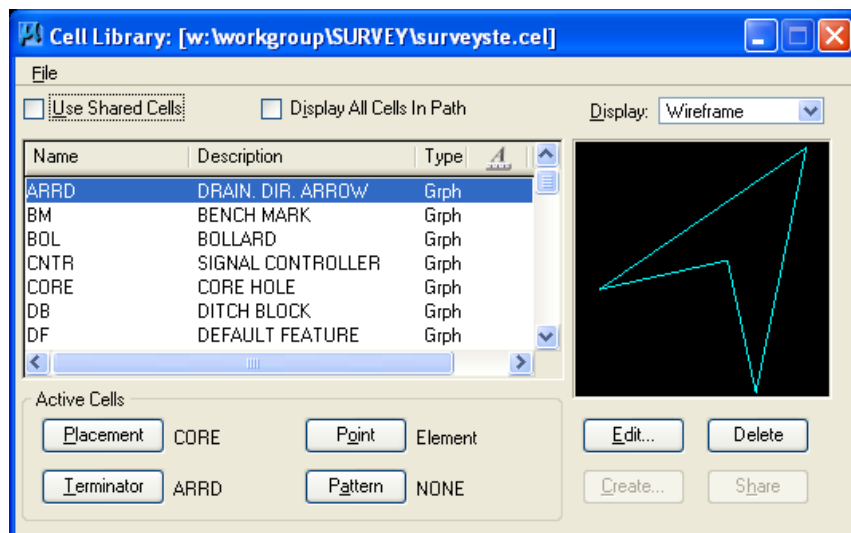 Cell Library: [w:\workgroup\SURVEY\surveyste.cel]
File
Use Shared Cells Display All Cells In Path Display: Wireframe
Name Description Type
ARRD DRAIN. DIR. ARROW Grph
BM BENCH MARK Grph
BOL BOLLARD Grph
CNTR SIGNAL CONTROLLER Grph
CORE CORE HOLE Grph
DB DITCH BLOCK Grph
DF DEFAULT FEATURE Grph
Active Cells
Placement CORE Point Element Edit... Delete
Terminator ARRD Pattern NONE Create... Share